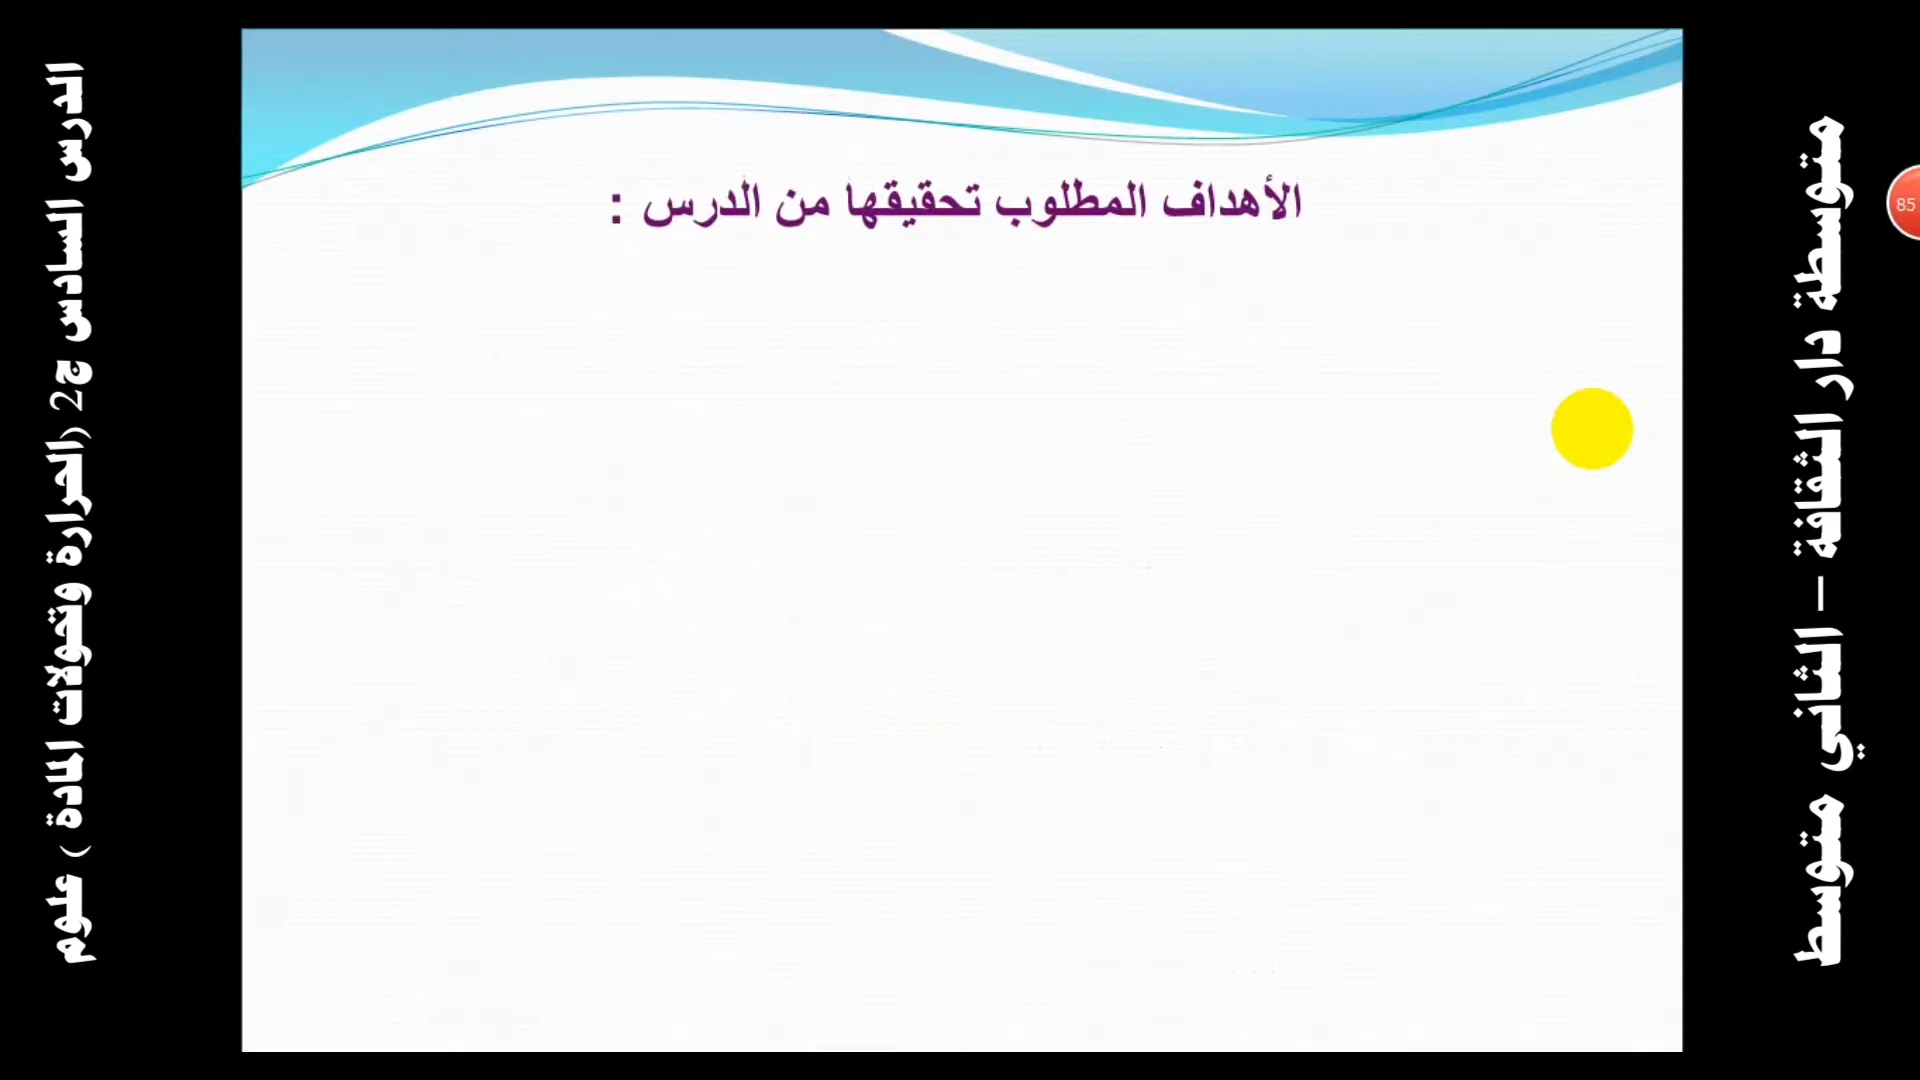 الأهداف المطلوب تحقيقها من الدرس :
متوسطة دار الثقافة – الثاني متوسط
الدرس السادس ج2 (الحرارة وتحولات المادة ) علوم
85